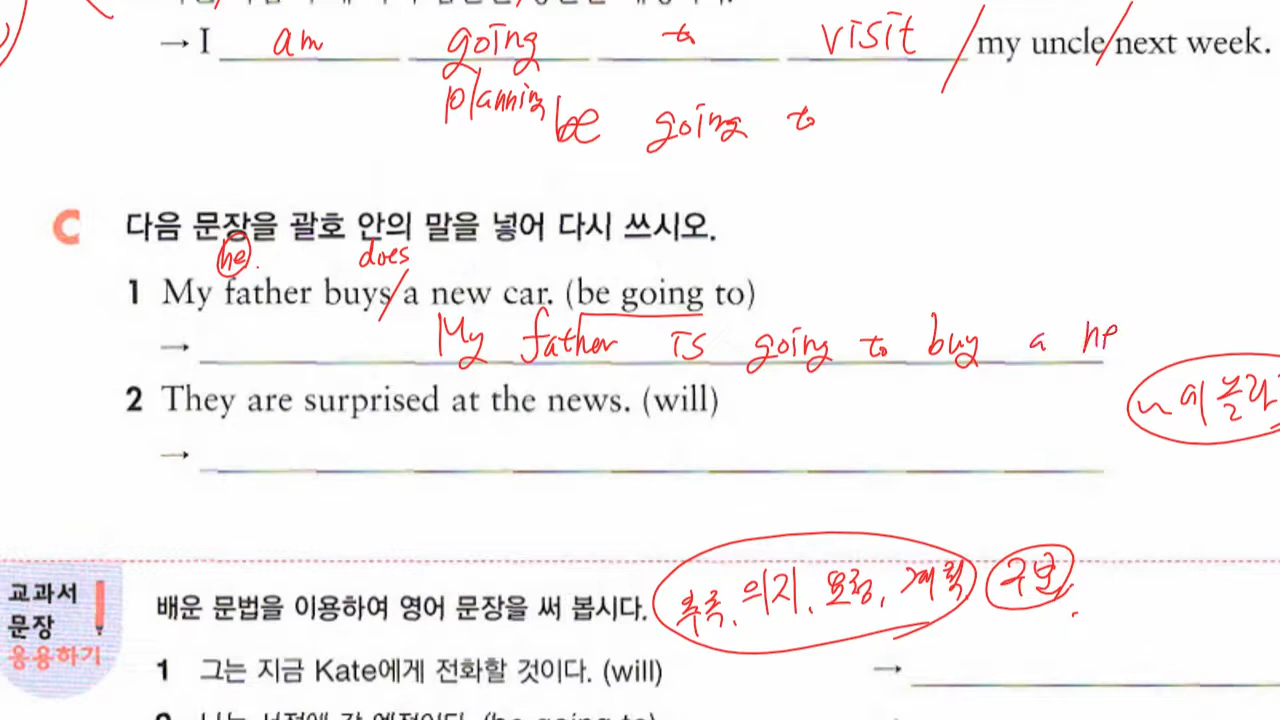 → I am going to visit / my uncle / next week.
planning be going to
C 다음 문장을 괄호 안의 말을 넣어 다시 쓰시오.
he. does
1 My father buys / a new car. (be going to)
→ My father is going to buy a ne
2 They are surprised at the news. (will)
→
교과서
문장
응용하기
배운 문법을 이용하여 영어 문장을 써 봅시다. 추측, 의지, 요청, 계획 구분.
1 그는 지금 Kate에게 전화할 것이다. (will) →